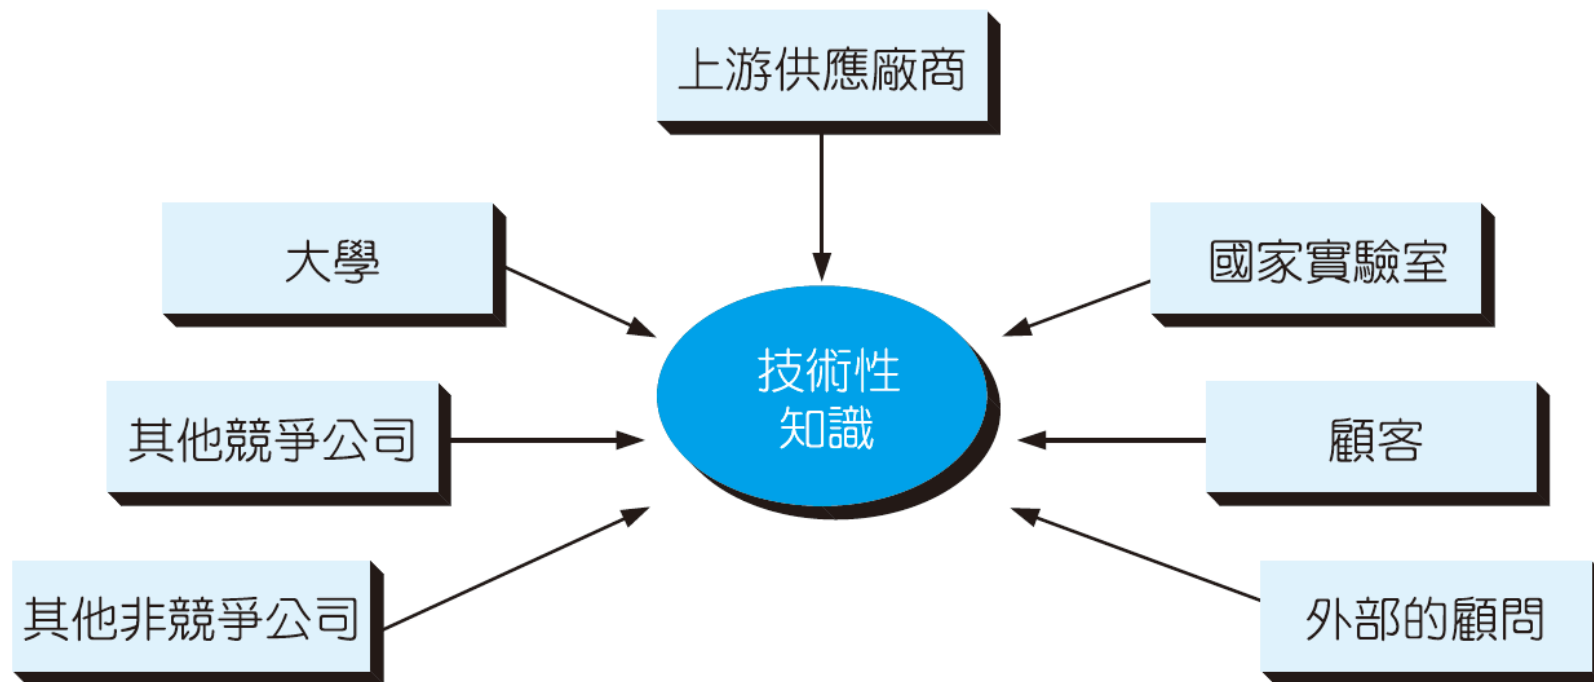 上游供應廠商
大學
國家實驗室
技術性
知識
其他競爭公司
顧客
其他非競爭公司
外部的顧問